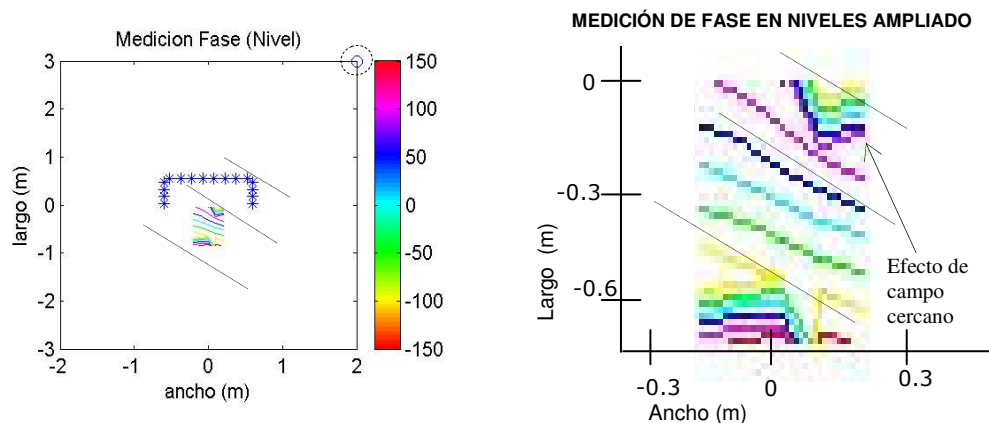 Medicion Fase (Nivel)
3
2
1
0
-1
-2
-3
largo (m)
-2
-1
0
1
2
ancho (m)
150
100
50
0
-50
-100
-150
MEDICIÓN DE FASE EN NIVELES AMPLIADO
0
-0.3
-0.6
Largo (m)
Efecto de
campo
cercano
-0.3
0
0.3
Ancho (m)